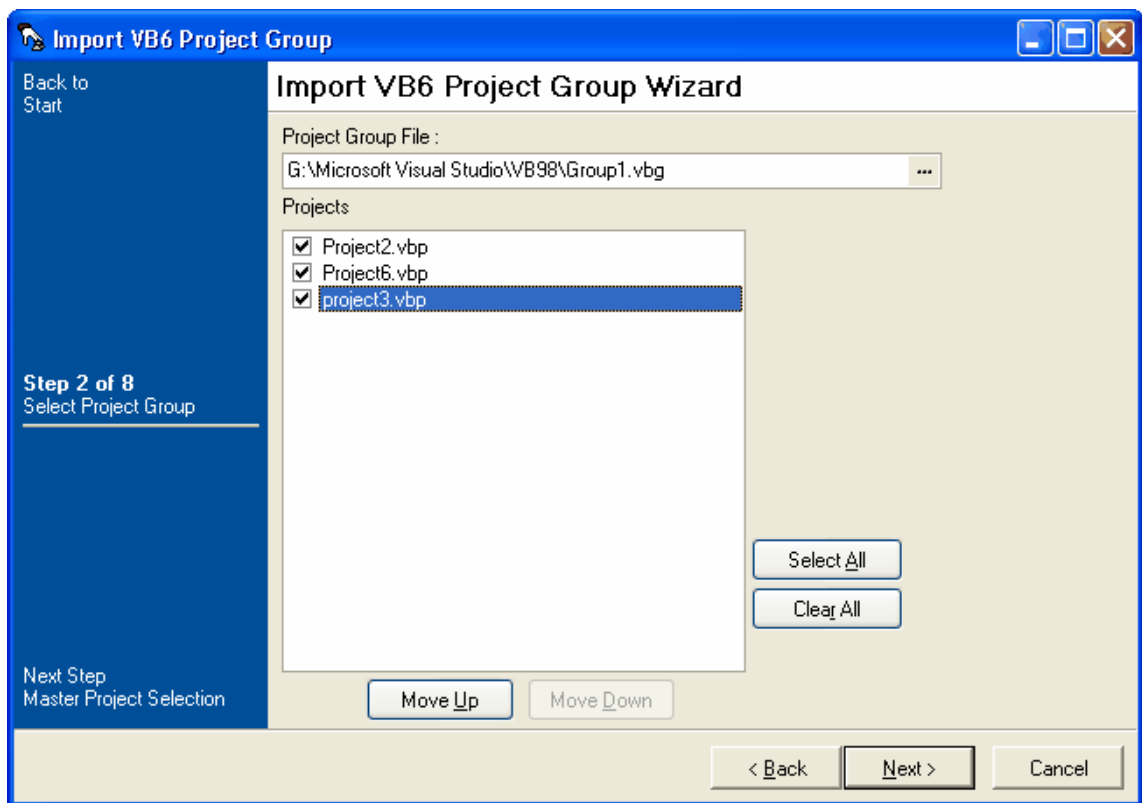 Import VB6 Project Group
Back to
Start
Import VB6 Project Group Wizard
Project Group File :
G:\Microsoft Visual Studio\VB98\Group1.vbg
...
Projects
Project2.vbp
Project6.vbp
project3.vbp
Step 2 of 8
Select Project Group
Select All
Clear All
Next Step
Master Project Selection
Move Up
Move Down
< Back
Next >
Cancel